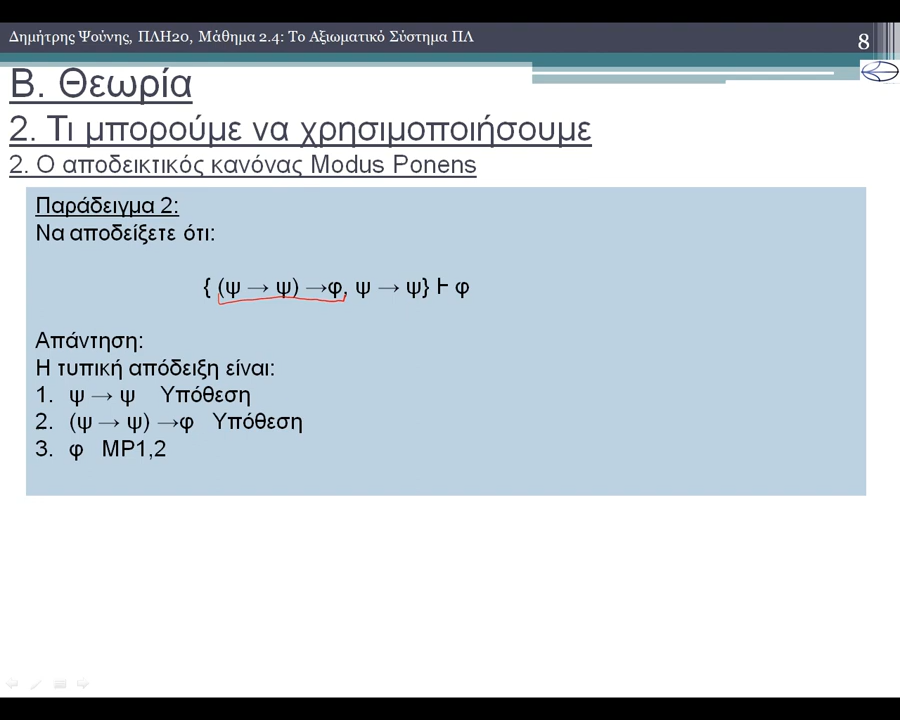 Δημήτρης Ψούνης, ΠΛΗ20, Μάθημα 2.4: Το Αξιωματικό Σύστημα ΠΛ
8
Β. Θεωρία
2. Τι μπορούμε να χρησιμοποιήσουμε
2. Ο αποδεικτικός κανόνας Modus Ponens
Παράδειγμα 2:
Να αποδείξετε ότι:
{ (ψ → ψ) →φ, ψ → ψ} Ⱶ φ
Απάντηση:
Η τυπική απόδειξη είναι:
1. ψ → ψ Υπόθεση
2. (ψ → ψ) →φ Υπόθεση
3. φ MP1,2